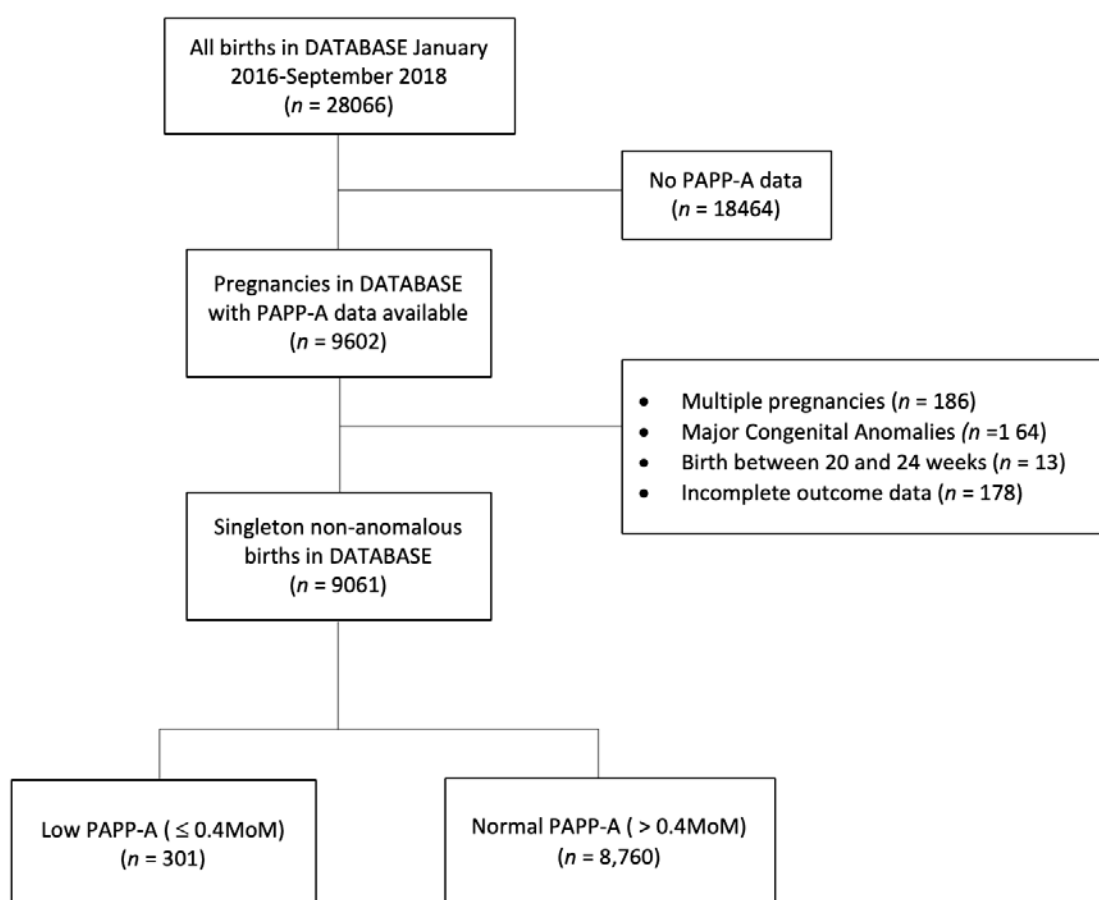 All births in DATABASE January
2016-September 2018
(n = 28066)
No PAPP-A data
(n = 18464)
Pregnancies in DATABASE
with PAPP-A data available
(n = 9602)
• Multiple pregnancies (n = 186)
• Major Congenital Anomalies (n =1 64)
• Birth between 20 and 24 weeks (n = 13)
• Incomplete outcome data (n = 178)
Singleton non-anomalous
births in DATABASE
(n = 9061)
Low PAPP-A ( ≤ 0.4MoM)
(n = 301)
Normal PAPP-A ( > 0.4MoM)
(n = 8,760)